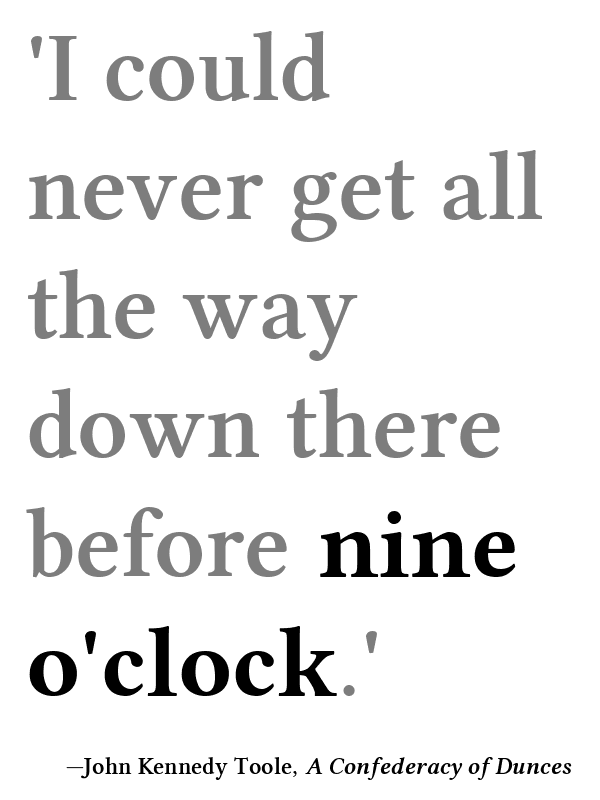 'I could
never get all
the way
down there
before nine
o'clock.'
—John Kennedy Toole, A Confederacy of Dunces